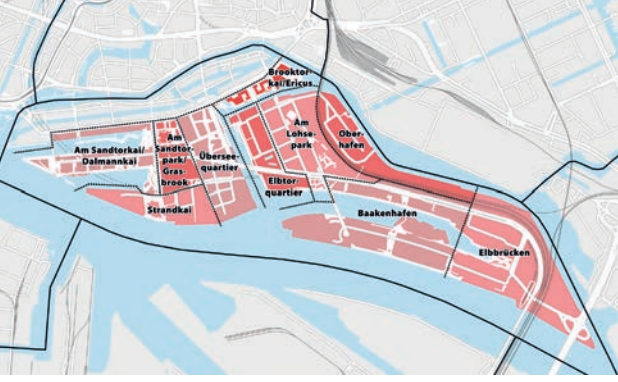 Brooktor-
kai/Ericus
Am Sandtorkai/
Dalmannkai
Am
Sandtor-
park/
Gras-
brook
Übersee-
quartier
Am
Lohse-
park
Ober-
hafen
Strandkai
Elbtor-
quartier
Baakenhafen
Elbbrücken